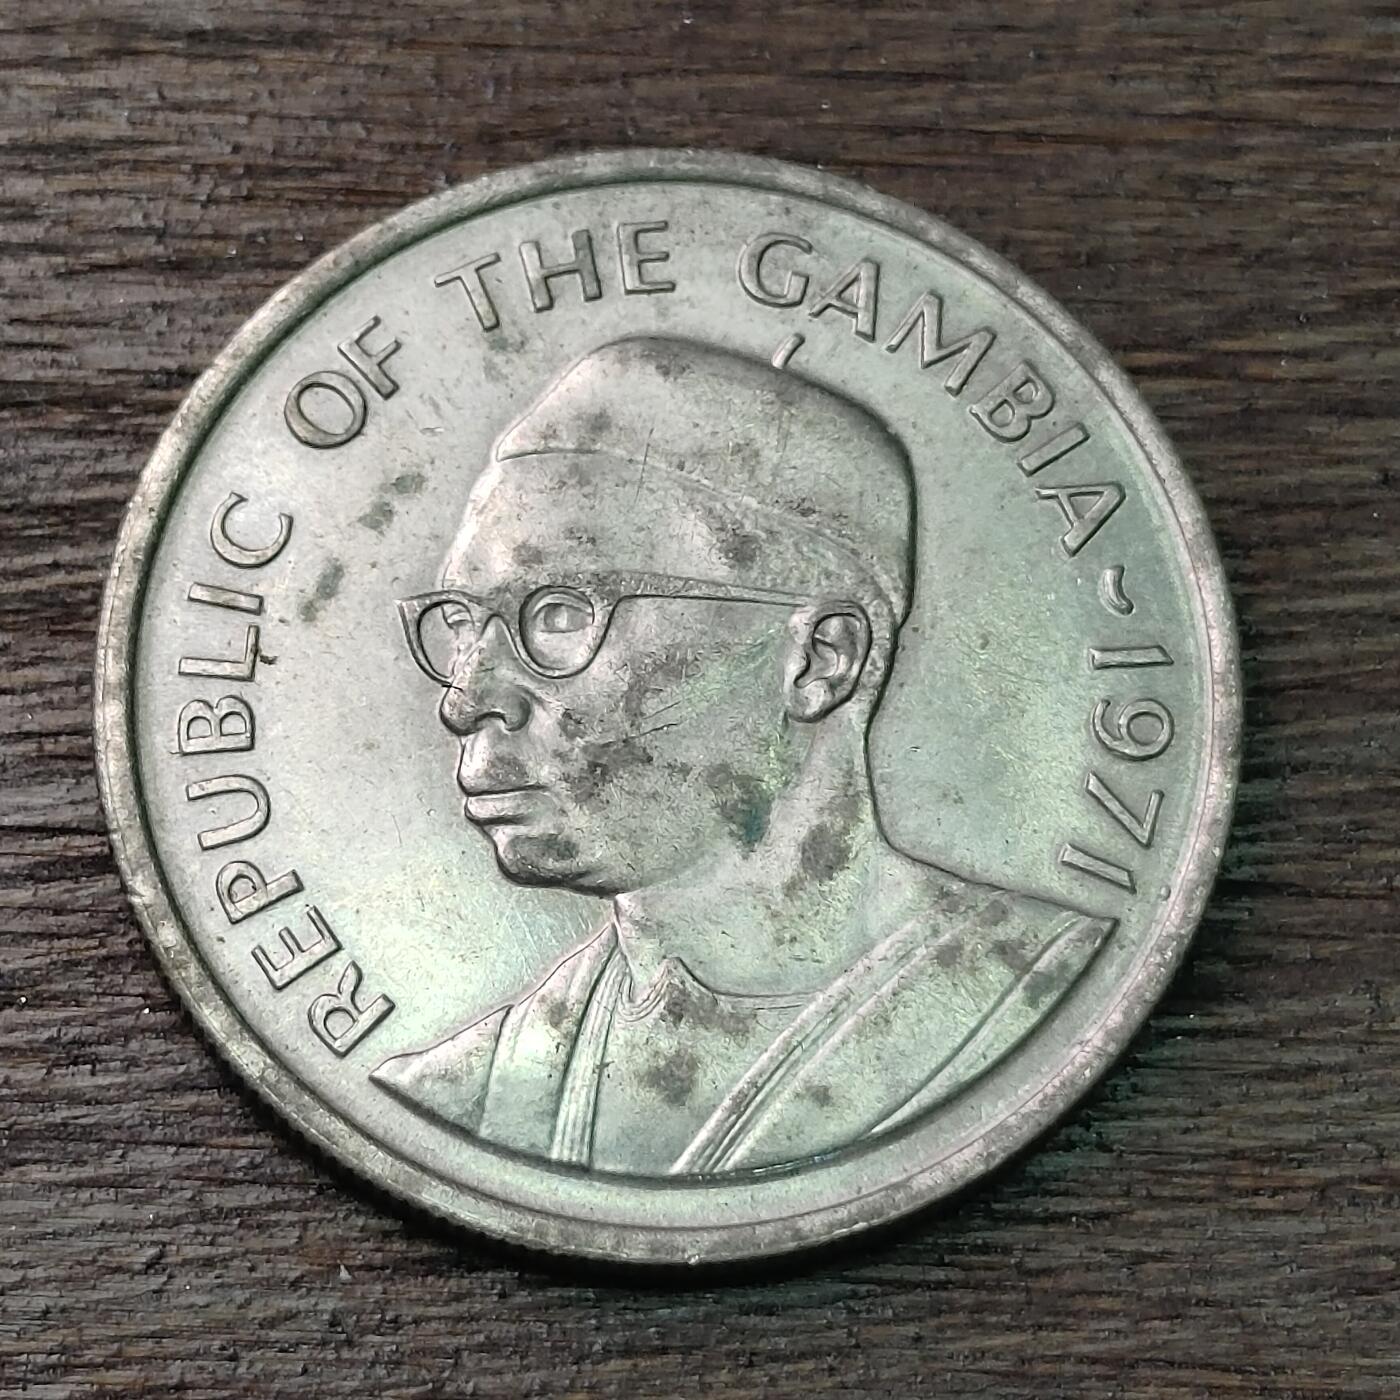 REPUBLIC OF THE GAMBIA ~ 1971